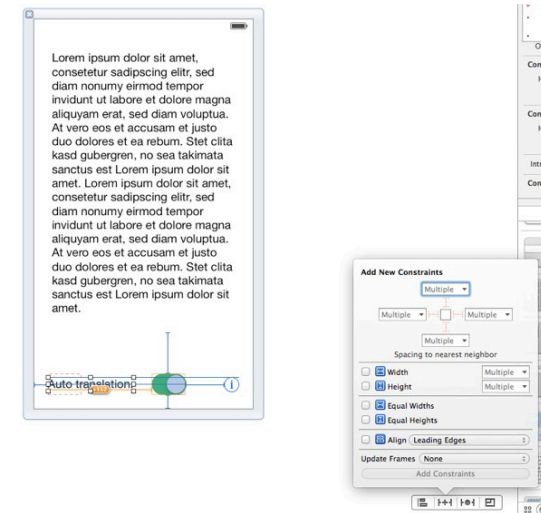 Lorem ipsum dolor sit amet,
consetetur sadipscing elitr, sed
diam nonumy eirmod tempor
invidunt ut labore et dolore magna
aliquyam erat, sed diam voluptua.
At vero eos et accusam et justo
duo dolores et ea rebum. Stet clita
kasd gubergren, no sea takimata
sanctus est Lorem ipsum dolor sit
amet. Lorem ipsum dolor sit amet,
consetetur sadipscing elitr, sed
diam nonumy eirmod tempor
invidunt ut labore et dolore magna
aliquyam erat, sed diam voluptua.
At vero eos et accusam et justo
duo dolores et ea rebum. Stet clita
kasd gubergren, no sea takimata
sanctus est Lorem ipsum dolor sit
amet.
Auto translation
Add New Constraints
Multiple
Multiple Multiple
Multiple
Spacing to nearest neighbor
Width Multiple
Height Multiple
Equal Widths
Equal Heights
Align Leading Edges
Update Frames None
Add Constraints